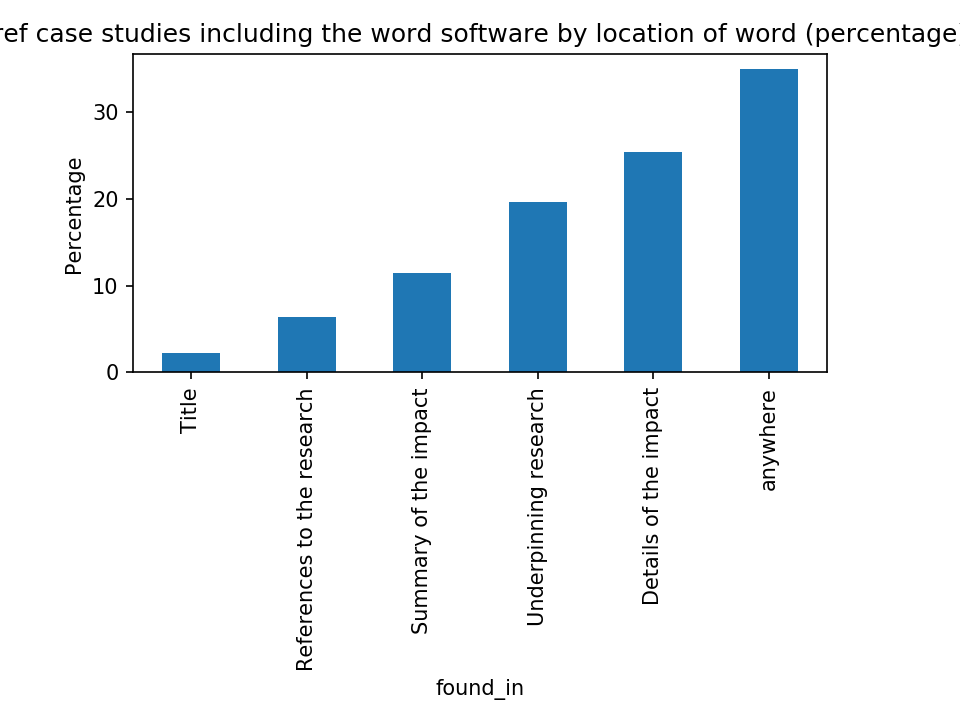 ref case studies including the word software by location of word (percentage)
30
20
10
0
Percentage
Title
References to the research
Summary of the impact
Underpinning research
Details of the impact
anywhere
found_in